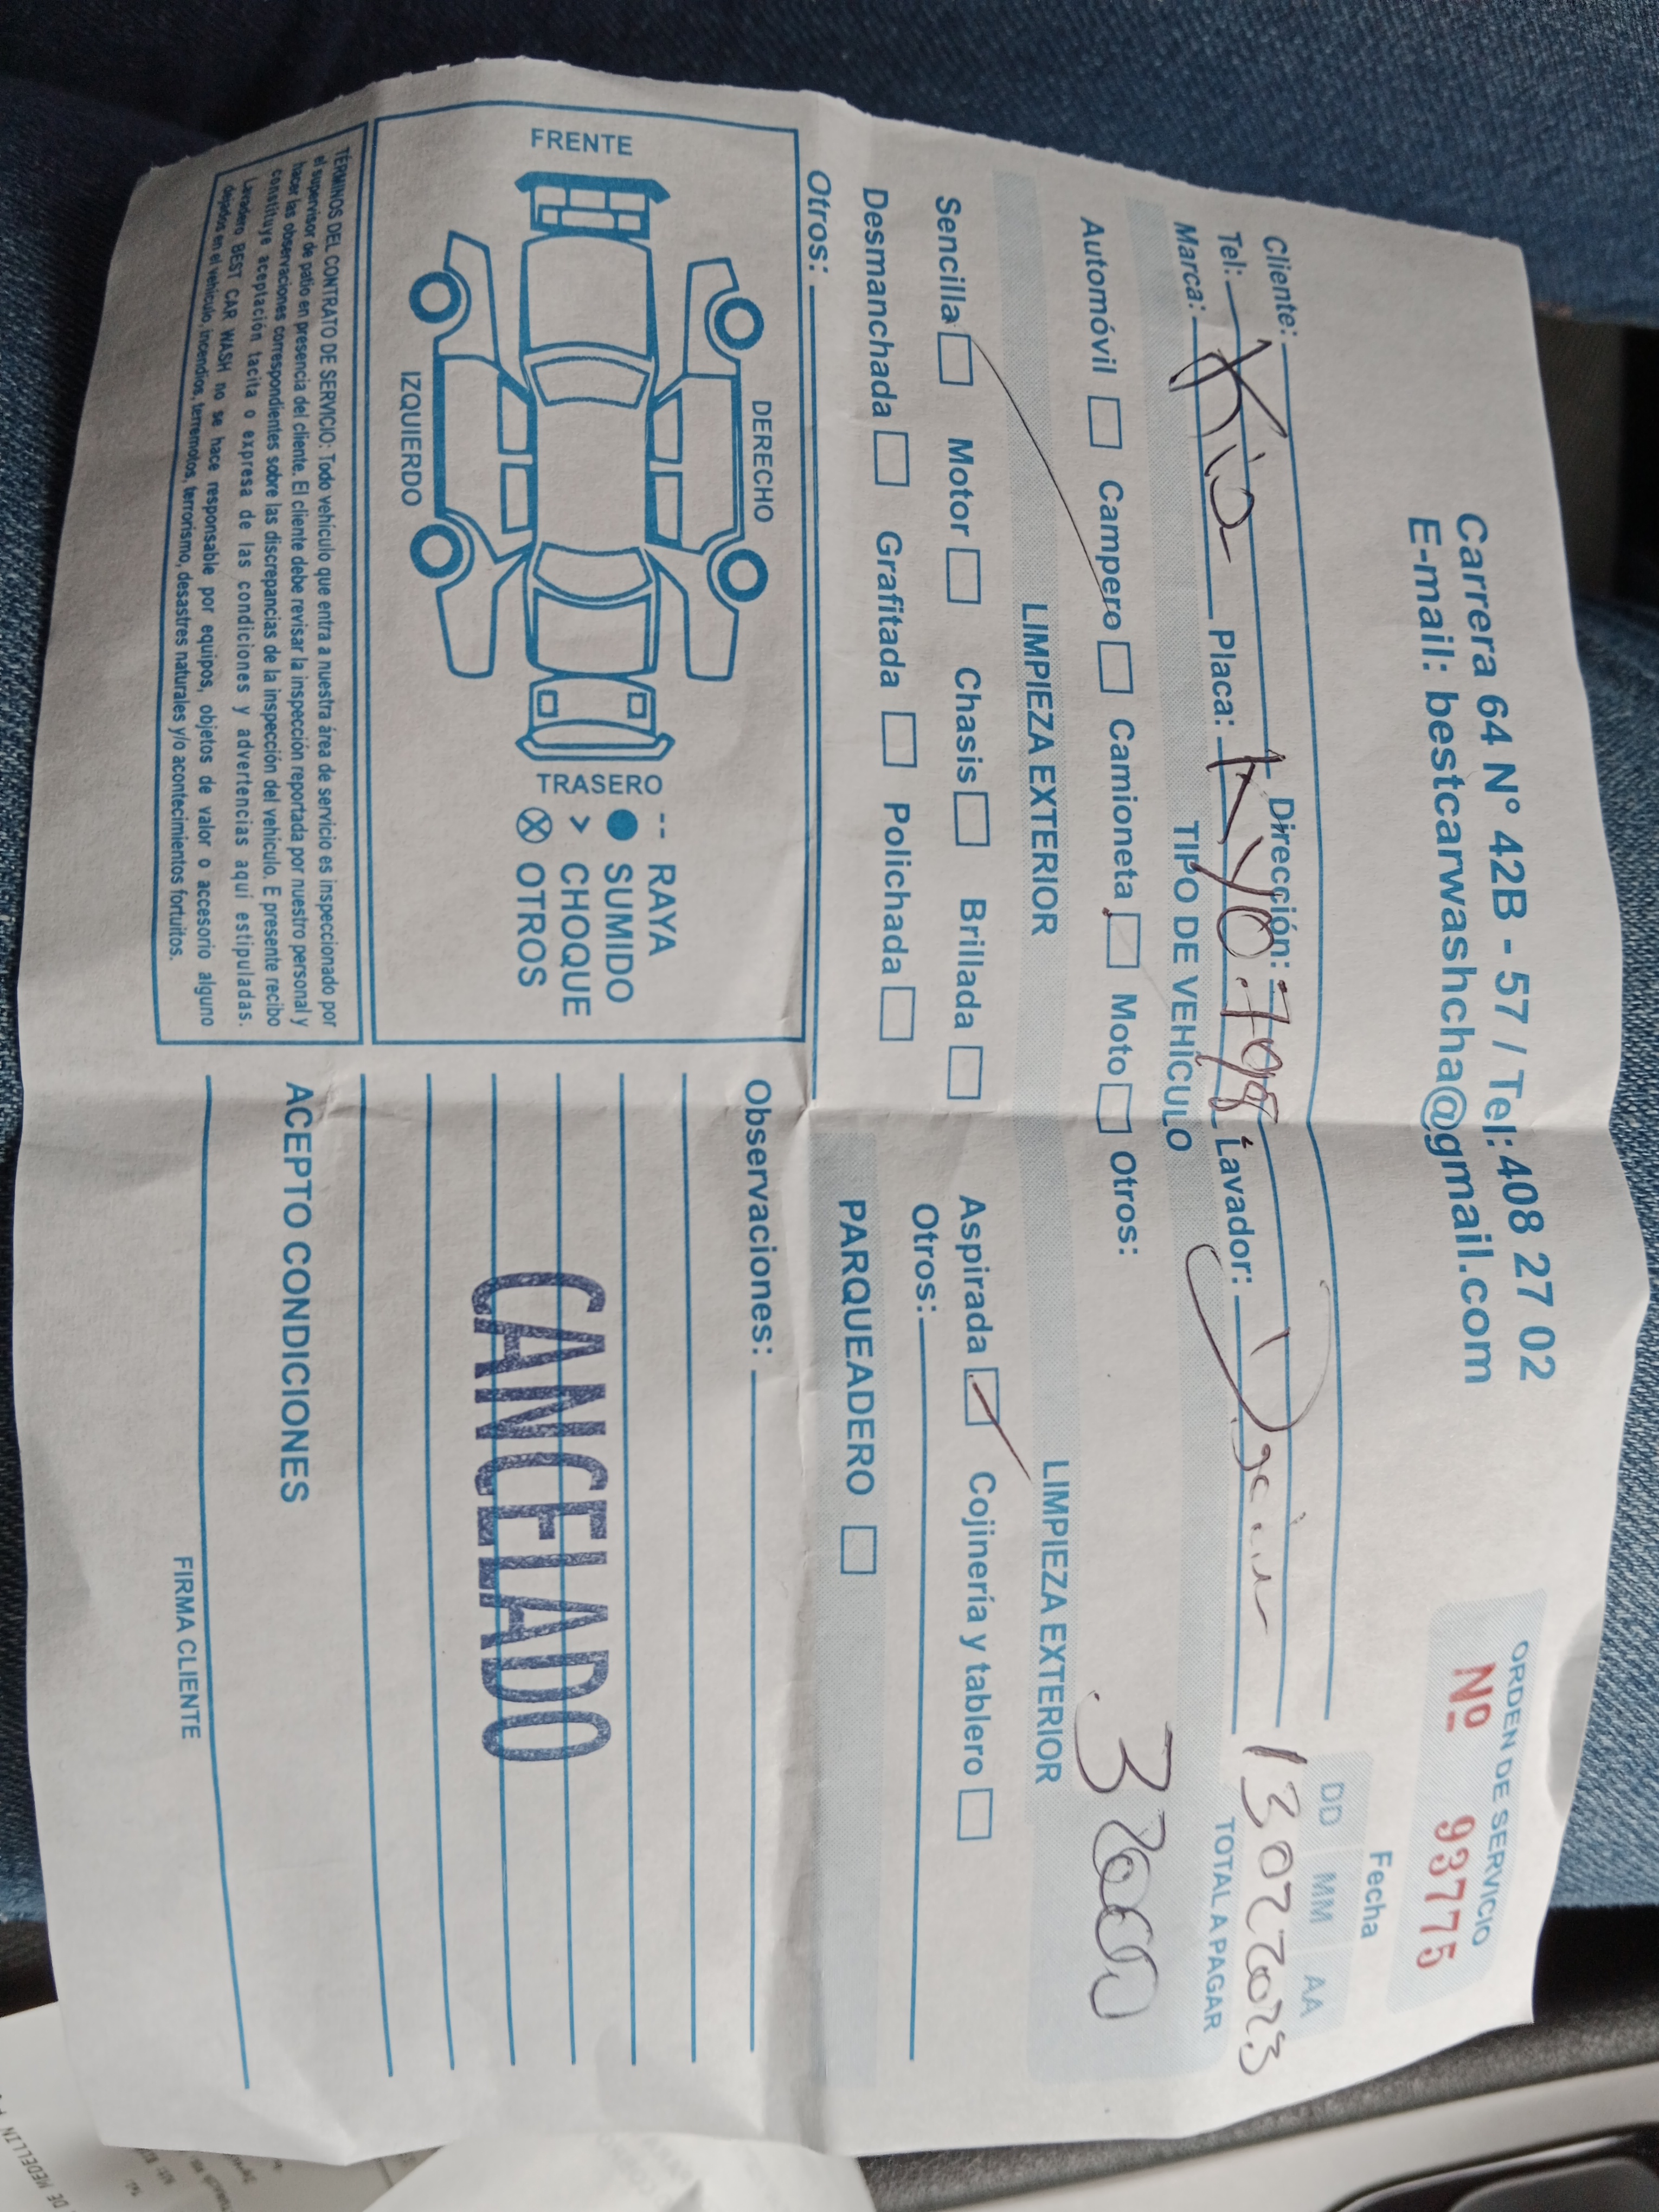 Carrera 64 N° 42B - 57 / Tel: 408 27 02
E-mail: bestcarwashcha@gmail.com
ORDEN DE SERVICIO
Nº 93775
Fecha
DD MM AA
13 02 2023
Cliente:
Tel: Dirección:
Marca: Kia Placa: KYO.798 Lavador:
TOTAL A PAGAR
32000
TIPO DE VEHÍCULO
Automóvil Campero Camioneta Moto Otros:
LIMPIEZA EXTERIOR LIMPIEZA EXTERIOR
Sencilla Motor Chasis Brillada Aspirada Cojinería y tablero
Desmanchada Grafitada Polichada Otros:
Otros: PARQUEADERO
DERECHO
FRENTE
TRASERO
IZQUIERDO
-- RAYA
SUMIDO
> CHOQUE
OTROS
Observaciones:
CANCELADO
TÉRMINOS DEL CONTRATO DE SERVICIO: Todo vehículo que entra a nuestra área de servicio es inspeccionado por
el supervisor de patio en presencia del cliente. El cliente debe revisar la inspección reportada por nuestro personal y
hacer las observaciones correspondientes sobre las discrepancias de la inspección del vehículo. E presente recibo
constituye aceptación tacita o expresa de las condiciones y advertencias aquí estipuladas.
Lavadero BEST CAR WASH no se hace responsable por equipos, objetos de valor o accesorio alguno
dejados en el vehículo, incendios, terremotos, terrorismo, desastres naturales y/o acontecimientos fortuitos.
ACEPTO CONDICIONES
FIRMA CLIENTE
DE MEDELLIN